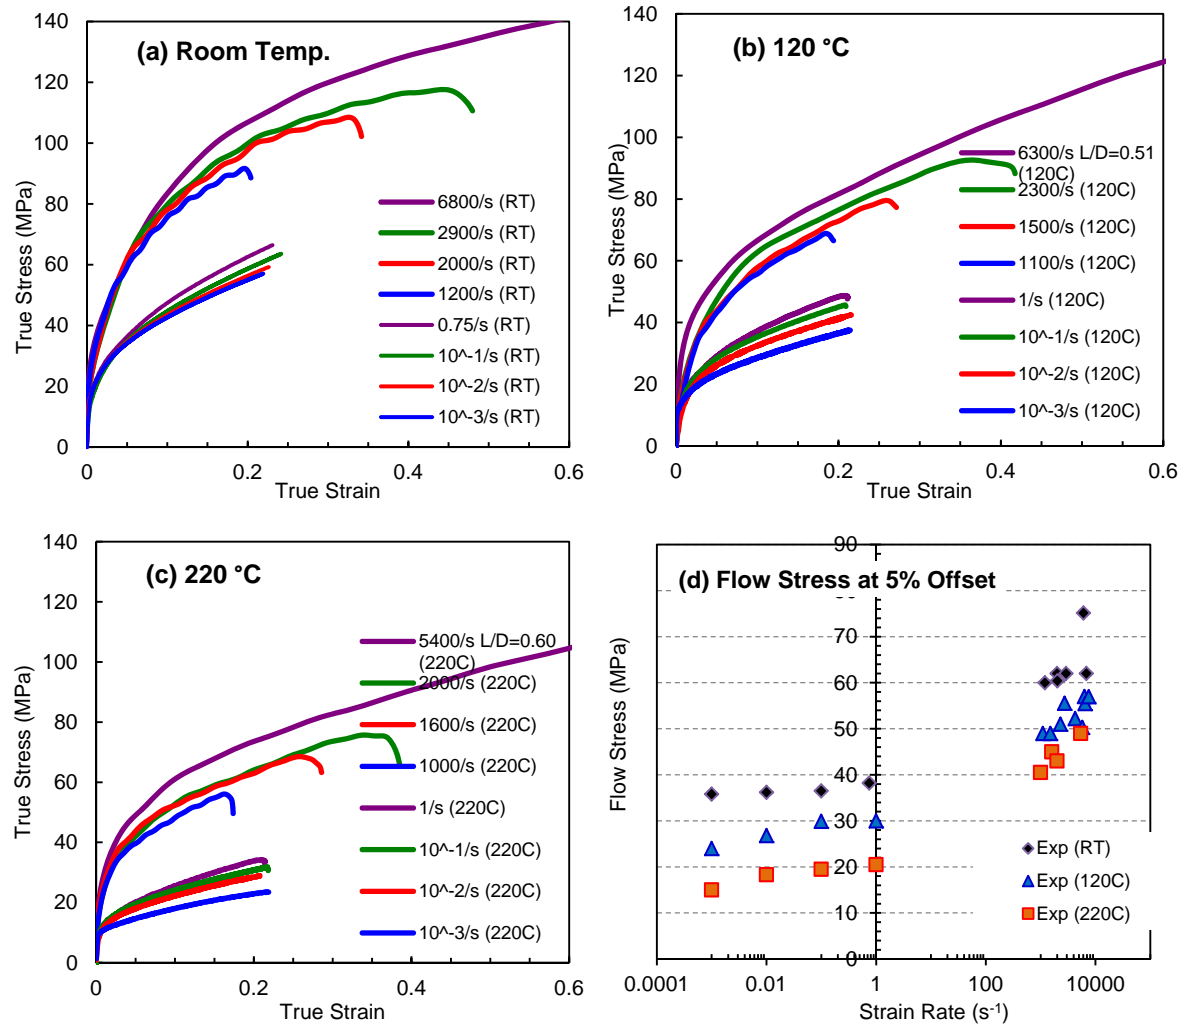 (a) Room Temp.
140
120
100
80
60
40
20
0
True Stress (MPa)
6800/s (RT)
2900/s (RT)
2000/s (RT)
1200/s (RT)
0.75/s (RT)
10^-1/s (RT)
10^-2/s (RT)
10^-3/s (RT)
0 0.2 0.4 0.6
True Strain
(b) 120 °C
140
120
100
80
60
40
20
0
True Stress (MPa)
6300/s L/D=0.51
(120C)
2300/s (120C)
1500/s (120C)
1100/s (120C)
1/s (120C)
10^-1/s (120C)
10^-2/s (120C)
10^-3/s (120C)
0 0.2 0.4 0.6
True Strain
(c) 220 °C
140
120
100
80
60
40
20
0
True Stress (MPa)
5400/s L/D=0.60
(220C)
2000/s (220C)
1600/s (220C)
1000/s (220C)
1/s (220C)
10^-1/s (220C)
10^-2/s (220C)
10^-3/s (220C)
0 0.2 0.4 0.6
True Strain
(d) Flow Stress at 5% Offset
90
70
60
50
40
30
20
10
0
Flow Stress (MPa)
Exp (RT)
Exp (120C)
Exp (220C)
0.0001 0.01 1 100 10000
Strain Rate (s⁻¹)